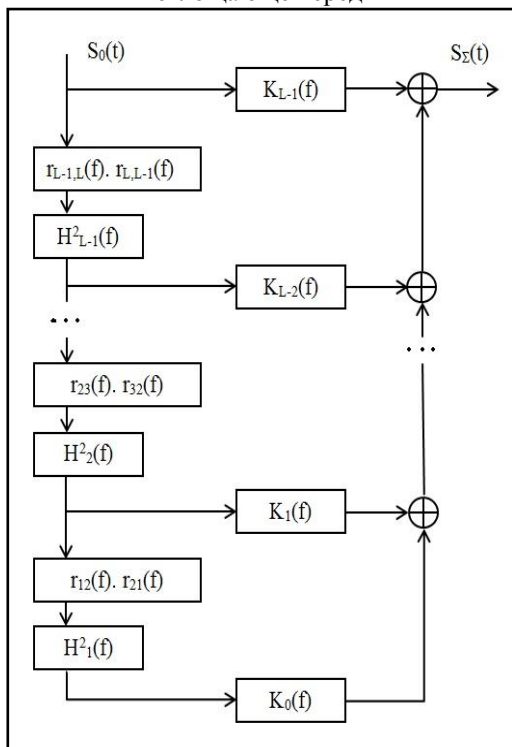 S₀(t)
S_Σ(t)
K_{L-1}(f)
r_{L-1,L}(f). r_{L,L-1}(f)
H²_{L-1}(f)
K_{L-2}(f)
...
...
r₂₃(f). r₃₂(f)
H²₂(f)
K₁(f)
r₁₂(f). r₂₁(f)
H²₁(f)
K₀(f)